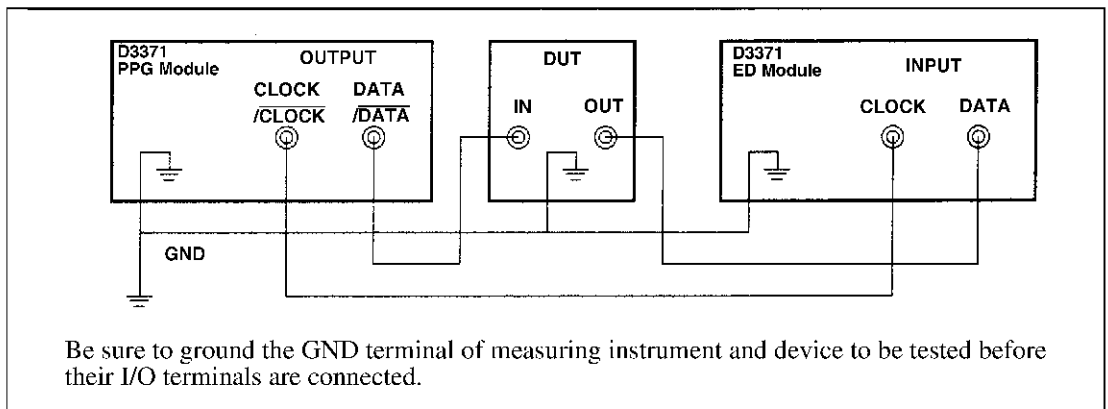 D3371
PPG Module
OUTPUT
CLOCK
/CLOCK
DATA
/DATA
DUT
IN
OUT
D3371
ED Module
INPUT
CLOCK
DATA
GND
Be sure to ground the GND terminal of measuring instrument and device to be tested before
their I/O terminals are connected.